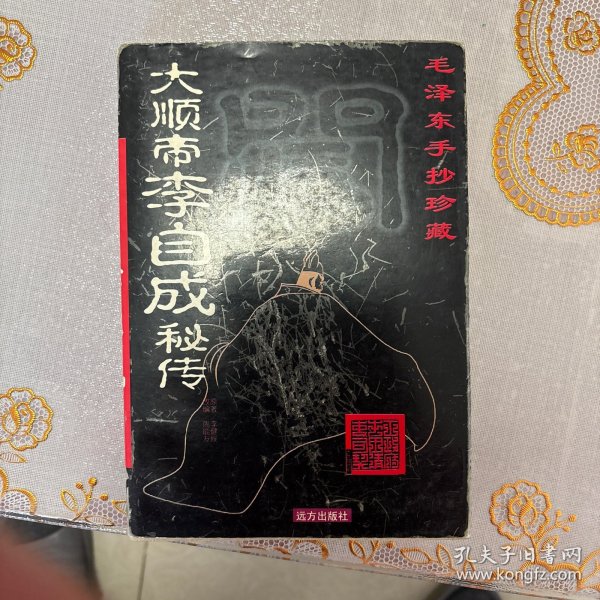 毛泽东手抄珍藏
大顺帝李自成秘传
闯
远方出版社
孔夫子旧书网
www.kongfz.com